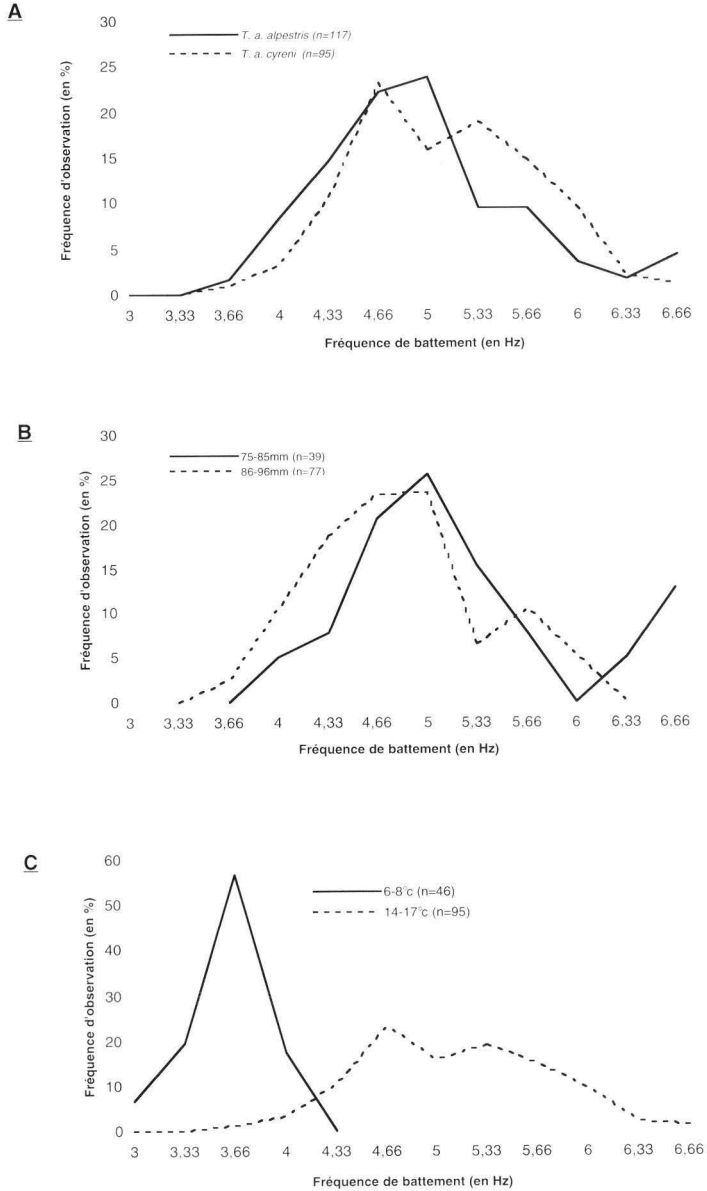 A
30
T. a. alpestris (n=117)
T. a. cyreni (n=95)
25
20
15
10
5
0
Fréquence d'observation (en %)
3 3,33 3,66 4 4,33 4,66 5 5,33 5,66 6 6,33 6,66
Fréquence de battement (en Hz)
B
30
75-85mm (n=39)
86-96mm (n=77)
25
20
15
10
5
0
Fréquence d'observation (en %)
3 3,33 3,66 4 4,33 4,66 5 5,33 5,66 6 6,33 6,66
Fréquence de battement (en Hz)
C
60
6-8°c (n=46)
14-17°c (n=95)
50
40
30
20
10
0
Fréquence d'observation (en %)
3 3,33 3,66 4 4,33 4,66 5 5,33 5,66 6 6,33 6,66
Fréquence de battement (en Hz)